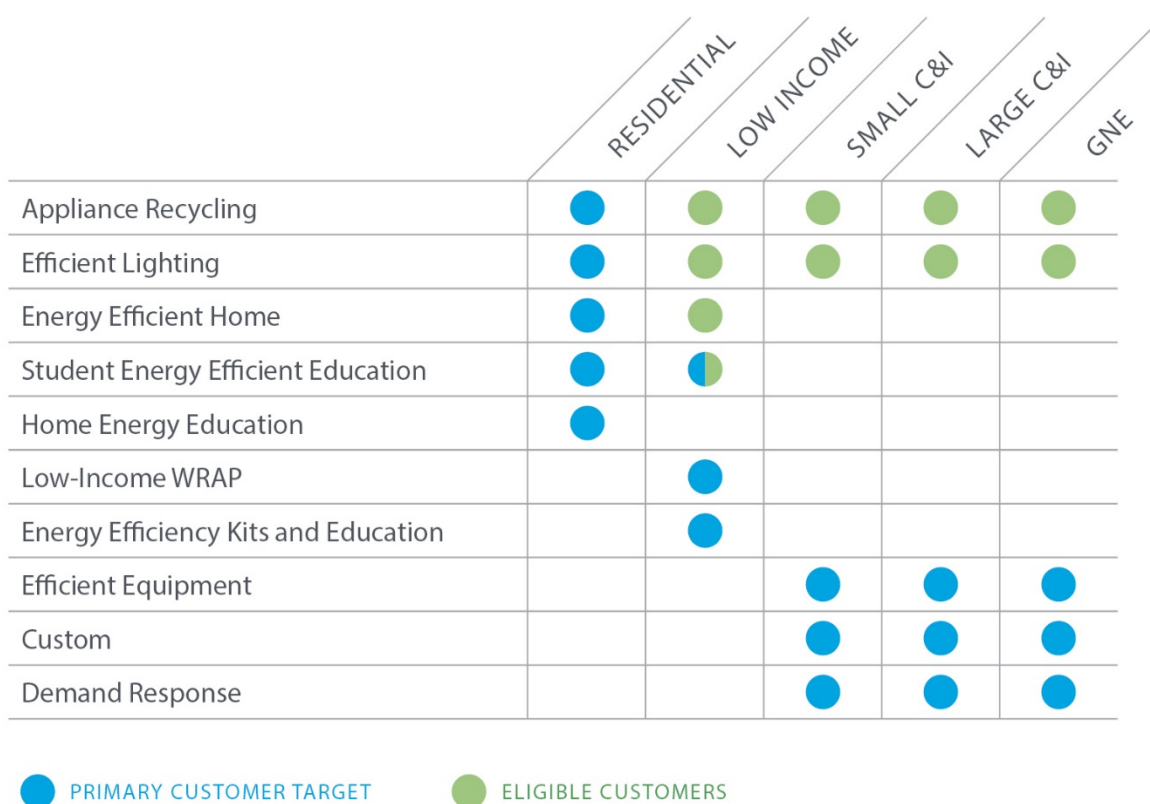 RESIDENTIAL
LOW INCOME
SMALL C&I
LARGE C&I
GNE
Appliance Recycling
Efficient Lighting
Energy Efficient Home
Student Energy Efficient Education
Home Energy Education
Low-Income WRAP
Energy Efficiency Kits and Education
Efficient Equipment
Custom
Demand Response
PRIMARY CUSTOMER TARGET
ELIGIBLE CUSTOMERS